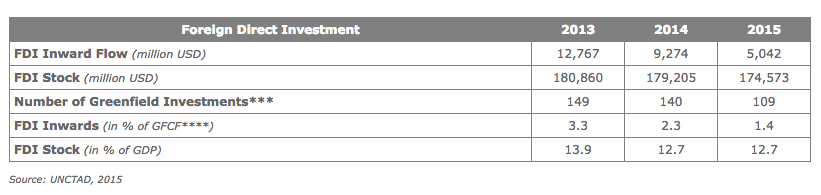 Foreign Direct Investment 2013 2014 2015
FDI Inward Flow (million USD) 12,767 9,274 5,042
FDI Stock (million USD) 180,860 179,205 174,573
Number of Greenfield Investments*** 149 140 109
FDI Inwards (in % of GFCF****) 3.3 2.3 1.4
FDI Stock (in % of GDP) 13.9 12.7 12.7
Source: UNCTAD, 2015